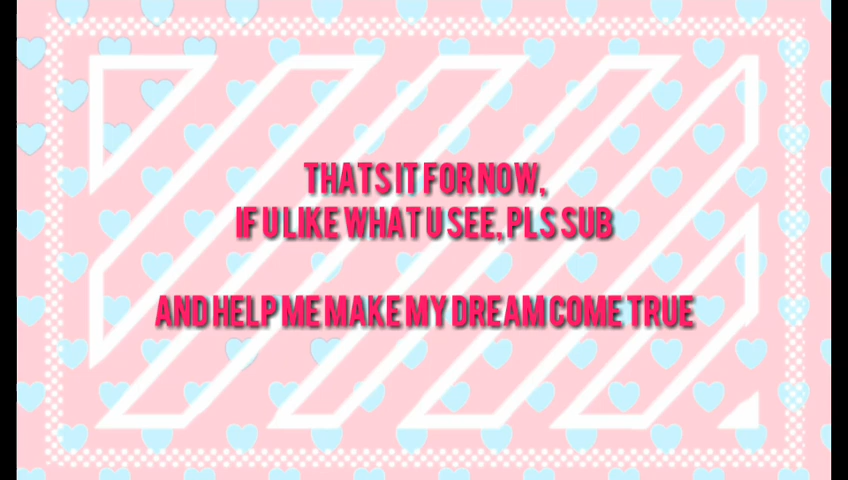 THATS IT FOR NOW,
IF U LIKE WHAT U SEE, PLS SUB
AND HELP ME MAKE MY DREAM COME TRUE